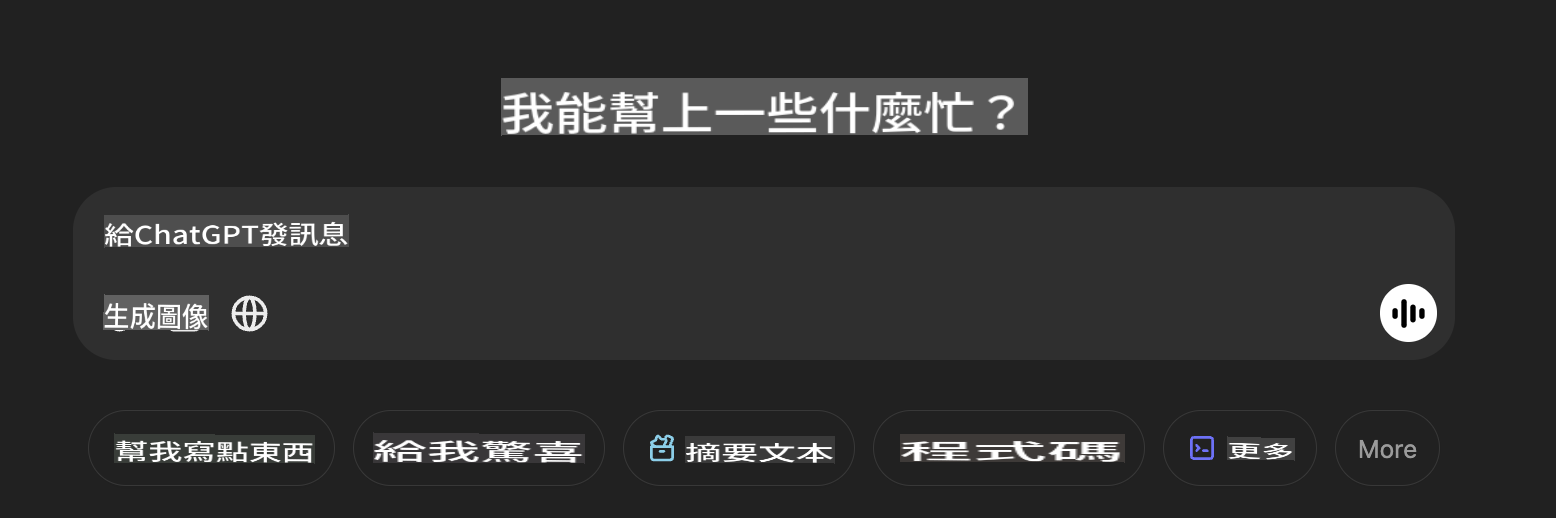 我能幫上一些什麼忙？
給ChatGPT發訊息
生成圖像
幫我寫點東西
給我驚喜
摘要文本
程式碼
更多
More